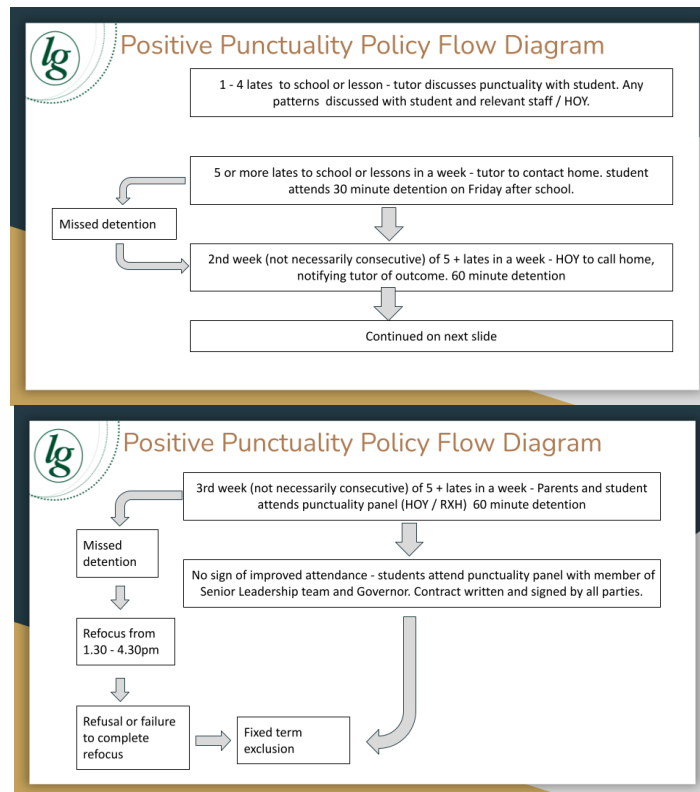 lg
Positive Punctuality Policy Flow Diagram
1 - 4 lates to school or lesson - tutor discusses punctuality with student. Any
patterns discussed with student and relevant staff / HOY.
5 or more lates to school or lessons in a week - tutor to contact home. student
attends 30 minute detention on Friday after school.
Missed detention
2nd week (not necessarily consecutive) of 5 + lates in a week - HOY to call home,
notifying tutor of outcome. 60 minute detention
Continued on next slide
lg
Positive Punctuality Policy Flow Diagram
3rd week (not necessarily consecutive) of 5 + lates in a week - Parents and student
attends punctuality panel (HOY / RXH) 60 minute detention
Missed
detention
No sign of improved attendance - students attend punctuality panel with member of
Senior Leadership team and Governor. Contract written and signed by all parties.
Refocus from
1.30 - 4.30pm
Refusal or failure
to complete
refocus
Fixed term
exclusion